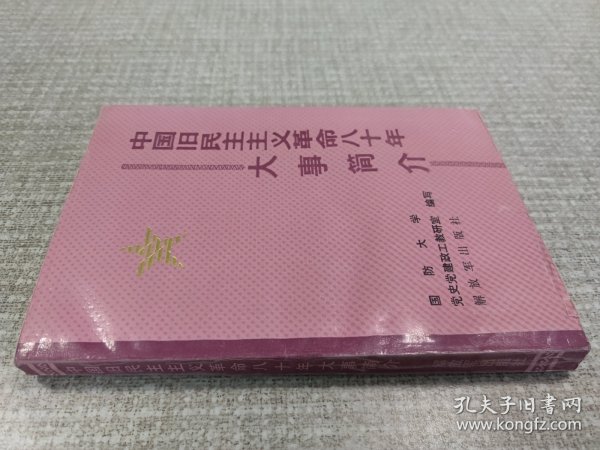 中国旧民主主义革命八十年
大事简介
国防大学
党史党建政工教研室 编写
解放军出版社
中国旧民主主义革命八十年大事简介
孔夫子旧书网
www.kongfz.com